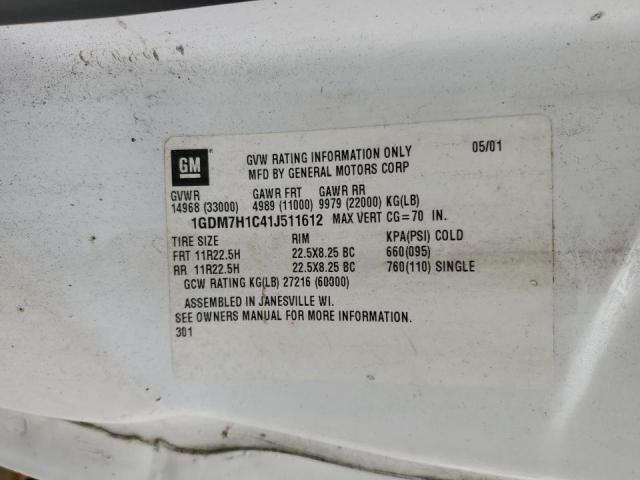 GM
GVW RATING INFORMATION ONLY 05/01
MFD BY GENERAL MOTORS CORP
GVWR GAWR FRT GAWR RR
14968 (33000) 4989 (11000) 9979 (22000) KG(LB)
1GDM7H1C41J511612 MAX VERT CG=70 IN.
TIRE SIZE RIM KPA(PSI) COLD
FRT 11R22.5H 22.5X8.25 BC 660(095)
RR 11R22.5H 22.5X8.25 BC 760(110) SINGLE
GCW RATING KG(LB) 27216 (60000)
ASSEMBLED IN JANESVILLE WI.
SEE OWNERS MANUAL FOR MORE INFORMATION.
301